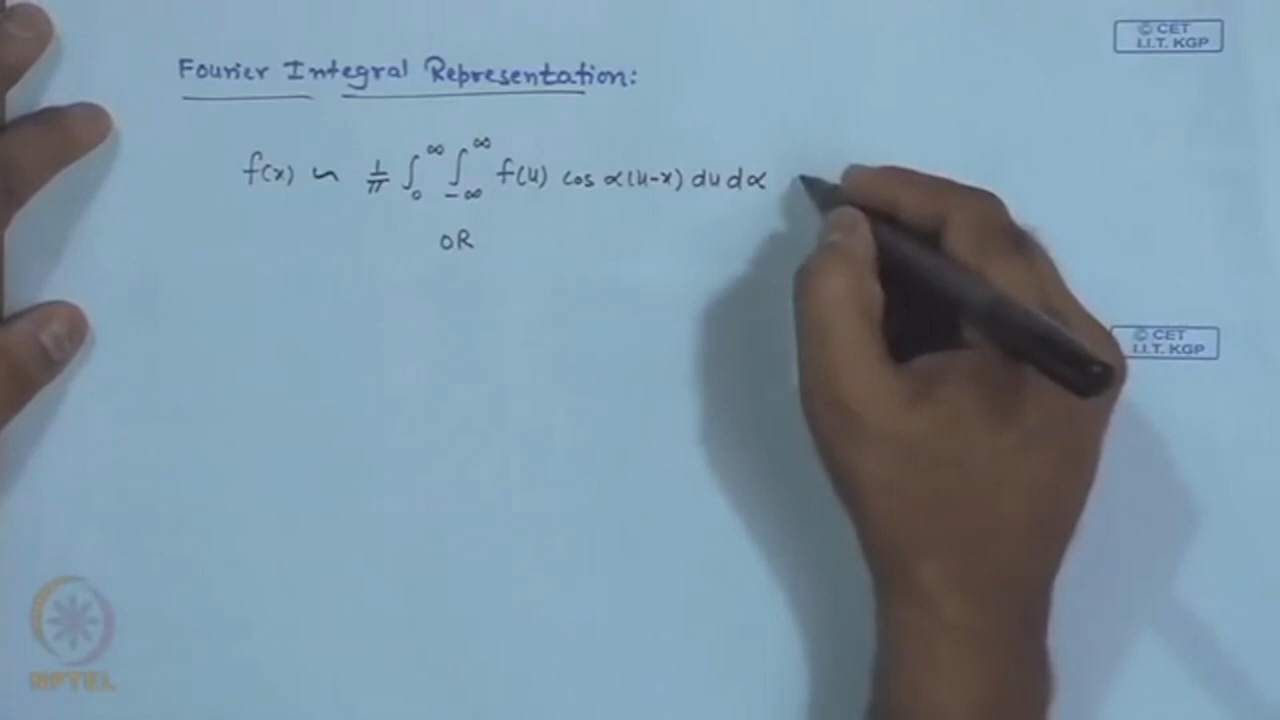 © CET
I.I.T. KGP
Fourier Integral Representation:
f(x) ~ 1/π ∫₀^∞ ∫₋∞^∞ f(u) cos α(u-x) du dα
OR
© CET
I.I.T. KGP
NPTEL